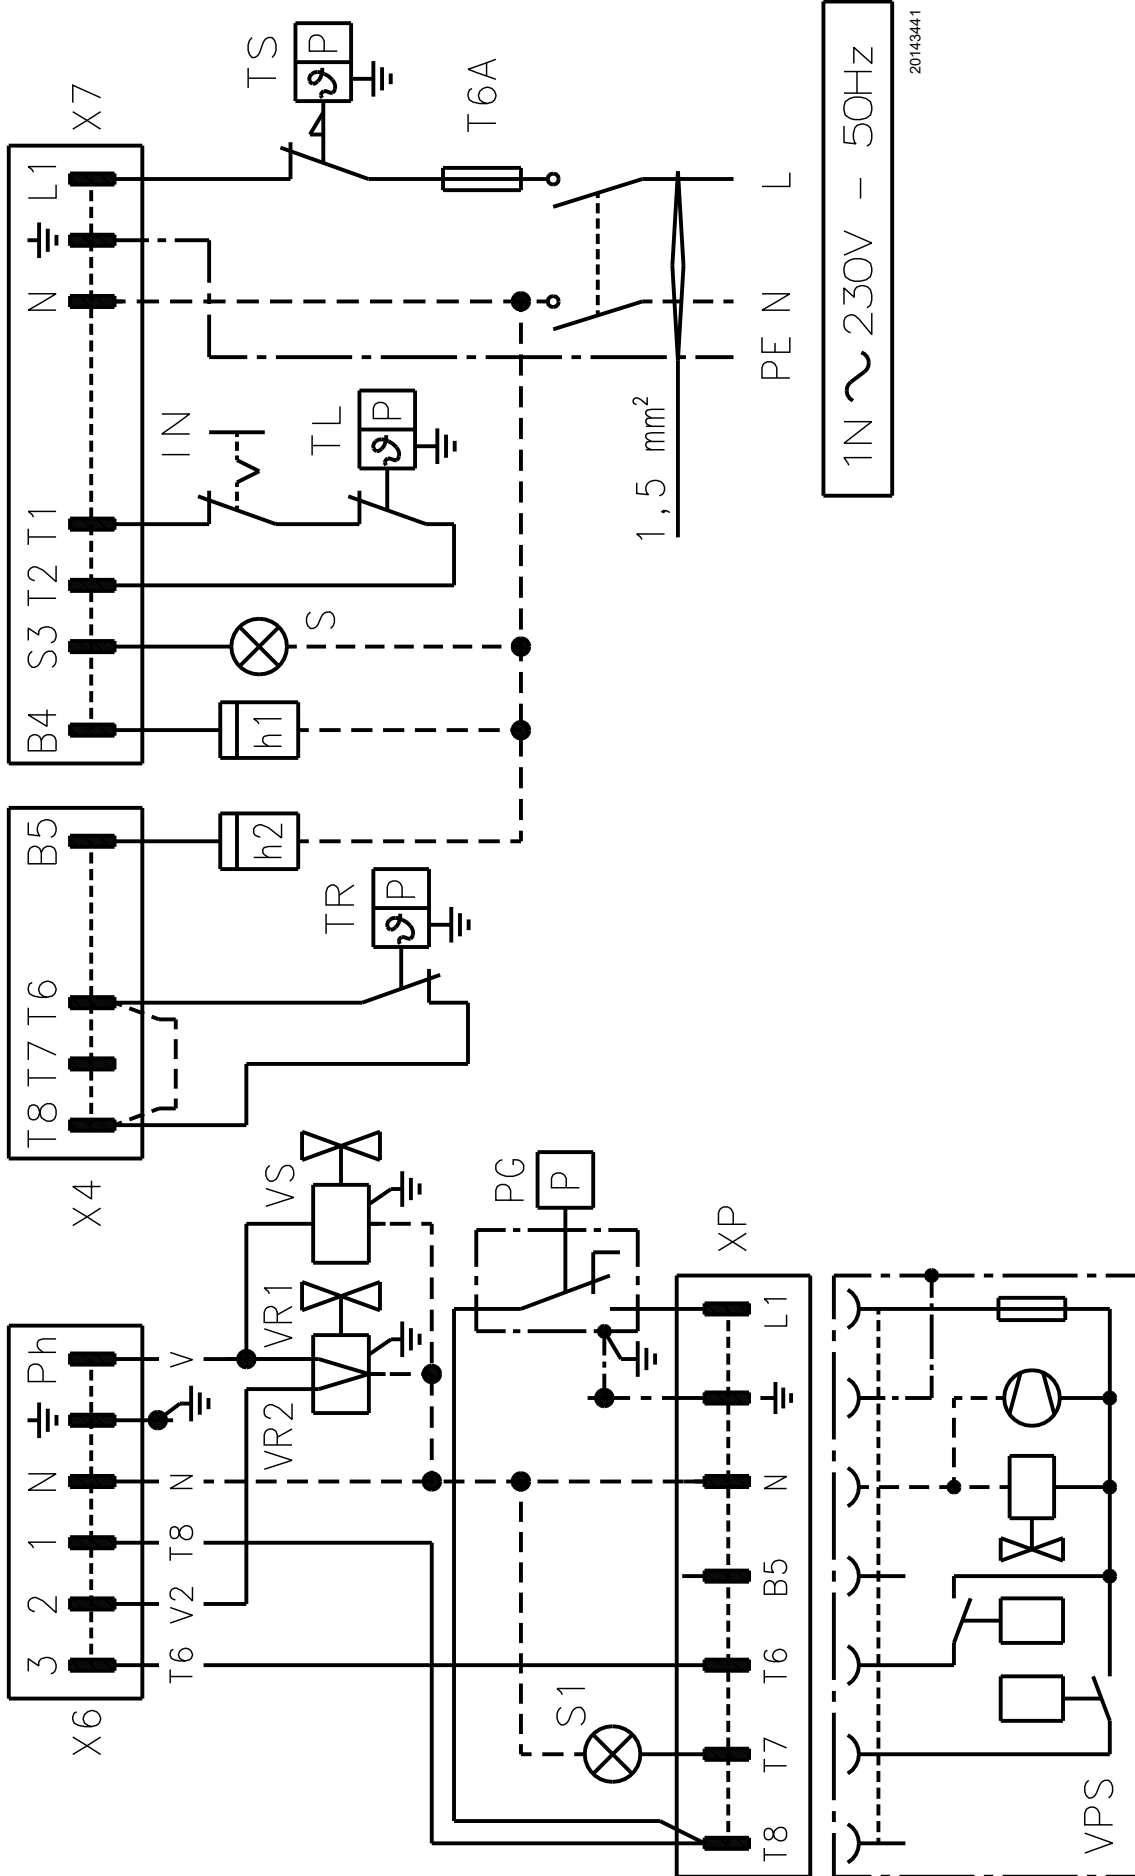 3 2 1 N Ph
T8 T7 T6 B5
B4 S3 T2 T1 N L1
X6
X4
X7
T6 V2 T8 N V
IN
TS
P
VR2 VR1 VS
h2
h1
S
TL
P
TR
P
T6A
PG
P
S1
1,5 mm²
XP
T8 T7 T6 B5 N L1
PE N L
1N ~ 230V - 50Hz
20143441
VPS